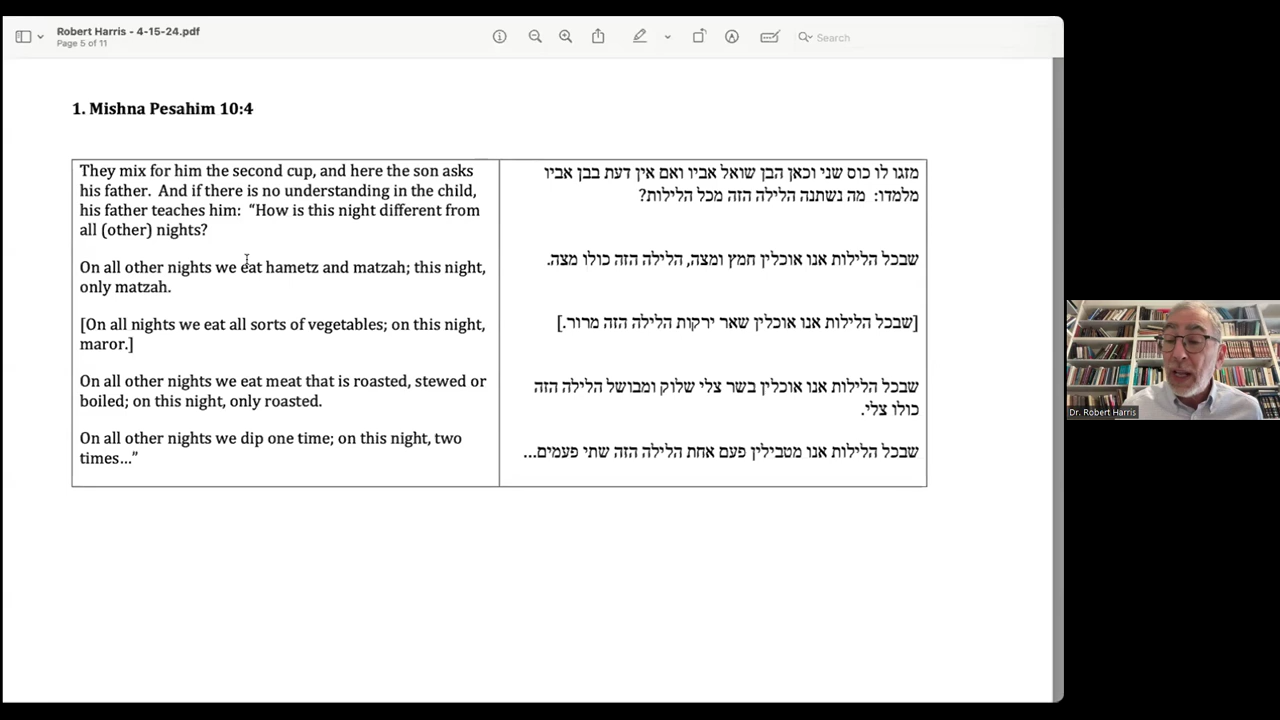 Robert Harris - 4-15-24.pdf
Page 5 of 11
Search
1. Mishna Pesahim 10:4
They mix for him the second cup, and here the son asks
his father.  And if there is no understanding in the child,
his father teaches him:  “How is this night different from
all (other) nights?
On all other nights we eat hametz and matzah; this night,
only matzah.
[On all nights we eat all sorts of vegetables; on this night,
maror.]
On all other nights we eat meat that is roasted, stewed or
boiled; on this night, only roasted.
On all other nights we dip one time; on this night, two
times…”
מזגו לו כוס שני וכאן הבן שואל אביו ואם אין דעת בבן אביו
מלמדו:  מה נשתנה הלילה הזה מכל הלילות?
שבכל הלילות אנו אוכלין חמץ ומצה, הלילה הזה כולו מצה.
[שבכל הלילות אנו אוכלין שאר ירקות הלילה הזה מרור.]
שבכל הלילות אנו אוכלין בשר צלי שלוק ומבושל הלילה הזה
כולו צלי.
שבכל הלילות אנו מטבילין פעם אחת הלילה הזה שתי פעמים...
Dr. Robert Harris